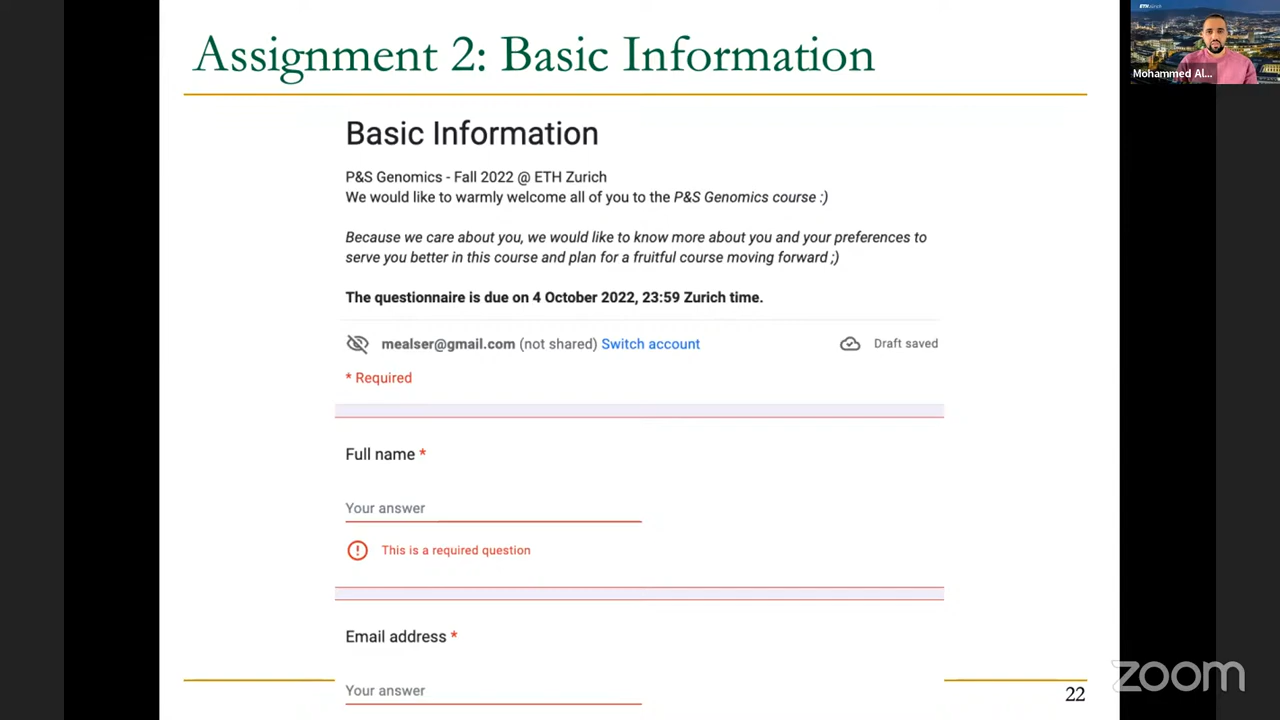 Assignment 2: Basic Information
ETH zürich
Mohammed Al...
Basic Information
P&S Genomics - Fall 2022 @ ETH Zurich
We would like to warmly welcome all of you to the P&S Genomics course :)
Because we care about you, we would like to know more about you and your preferences to
serve you better in this course and plan for a fruitful course moving forward ;)
The questionnaire is due on 4 October 2022, 23:59 Zurich time.
mealser@gmail.com (not shared) Switch account
Draft saved
* Required
Full name *
Your answer
This is a required question
Email address *
Your answer
22
zoom